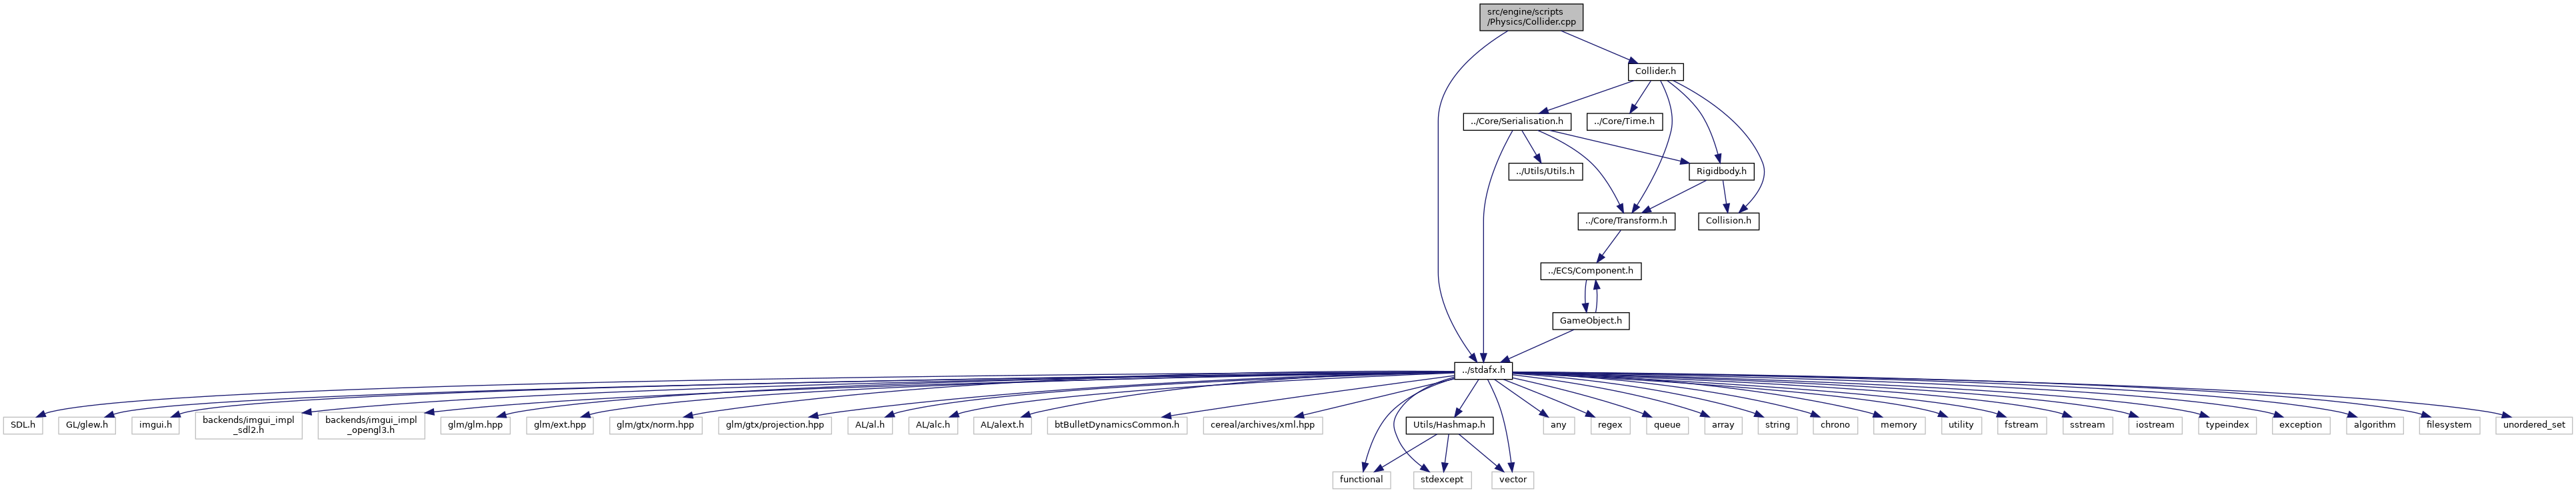 src/engine/scripts
/Physics/Collider.cpp
Collider.h
../Core/Serialisation.h
../Core/Time.h
../Utils/Utils.h
Rigidbody.h
../Core/Transform.h
Collision.h
../ECS/Component.h
GameObject.h
../stdafx.h
SDL.h
GL/glew.h
imgui.h
backends/imgui_impl
_sdl2.h
backends/imgui_impl
_opengl3.h
glm/glm.hpp
glm/ext.hpp
glm/gtx/norm.hpp
glm/gtx/projection.hpp
AL/al.h
AL/alc.h
AL/alext.h
btBulletDynamicsCommon.h
cereal/archives/xml.hpp
Utils/Hashmap.h
any
regex
queue
array
string
chrono
memory
utility
fstream
sstream
iostream
typeindex
exception
algorithm
filesystem
unordered_set
functional
stdexcept
vector